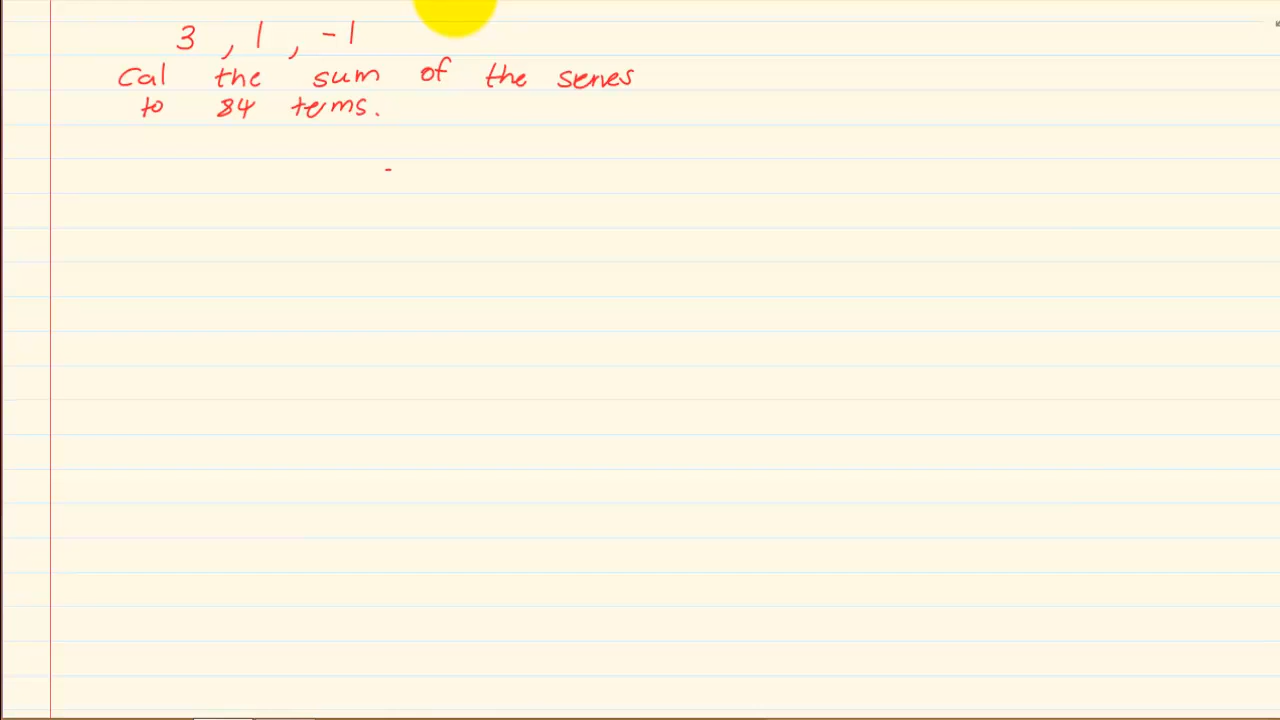 3 , 1 , -1
Cal the sum of the series
to 84 terms.